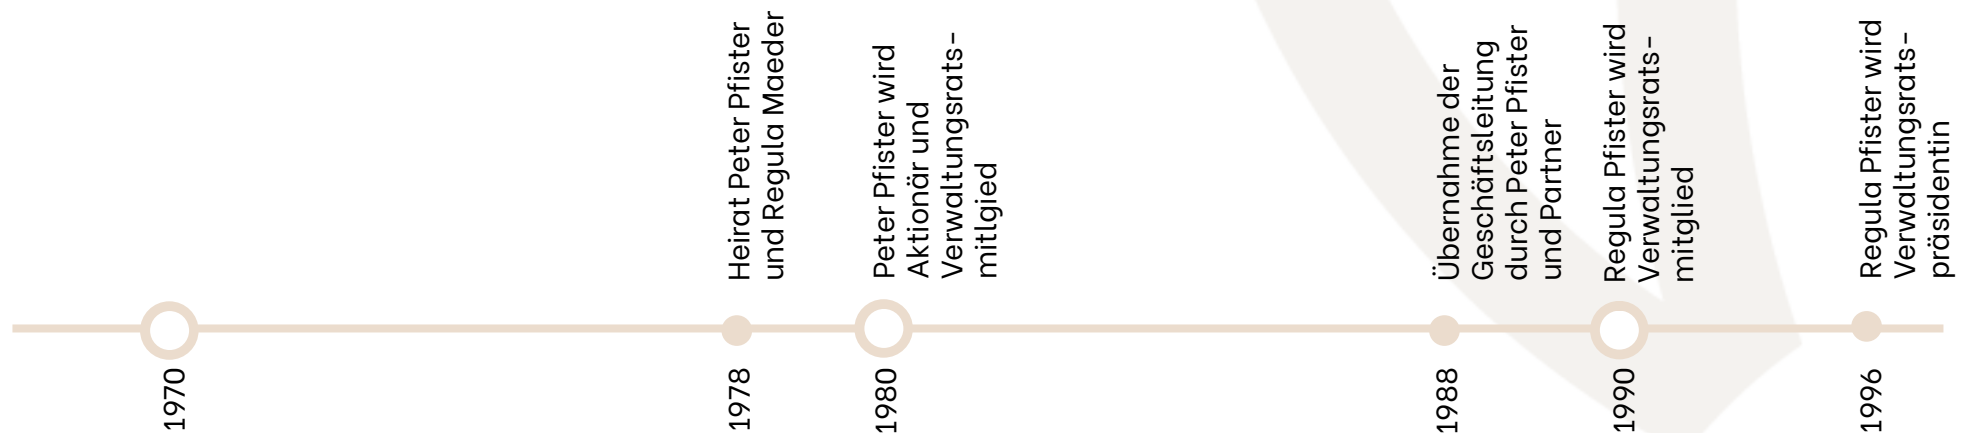 1970
Heirat Peter Pfister
und Regula Maeder
1978
Peter Pfister wird
Aktionär und
Verwaltungsrats-
mitlgied
1980
Übernahme der
Geschäftsleitung
durch Peter Pfister
und Partner
1988
Regula Pfister wird
Verwaltungsrats-
mitglied
1990
Regula Pfister wird
Verwaltungsrats-
präsidentin
1996